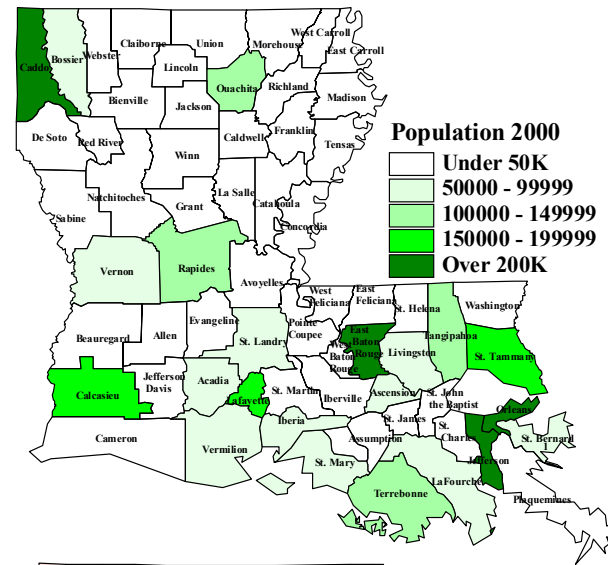 West Carroll
Claiborne
Union
Morehouse
East Carroll
Bossier
Webster
Caddo
Lincoln
Ouachita
Richland
Madison
Bienville
Jackson
De Soto
Red River
Caldwell
Franklin
Tensas
Winn
Natchitoches
La Salle
Catahoula
Grant
Sabine
Concordia
Vernon
Rapides
Avoyelles
West
Feliciana
East
Feliciana
St. Helena
Washington
Beauregard
Allen
Evangeline
St. Landry
Pointe
Coupee
East
Baton
Rouge
West
Baton
Rouge
Livingston
Tangipahoa
St. Tammany
Calcasieu
Jefferson
Davis
Acadia
Lafayette
St. Martin
Iberville
Ascension
St. John
the Baptist
Orleans
Cameron
Vermilion
Iberia
Assumption
St. James
St.
Charles
St. Bernard
Jefferson
St. Mary
Terrebonne
LaFourche
Plaquemines
Population 2000
Under 50K
50000 - 99999
100000 - 149999
150000 - 199999
Over 200K